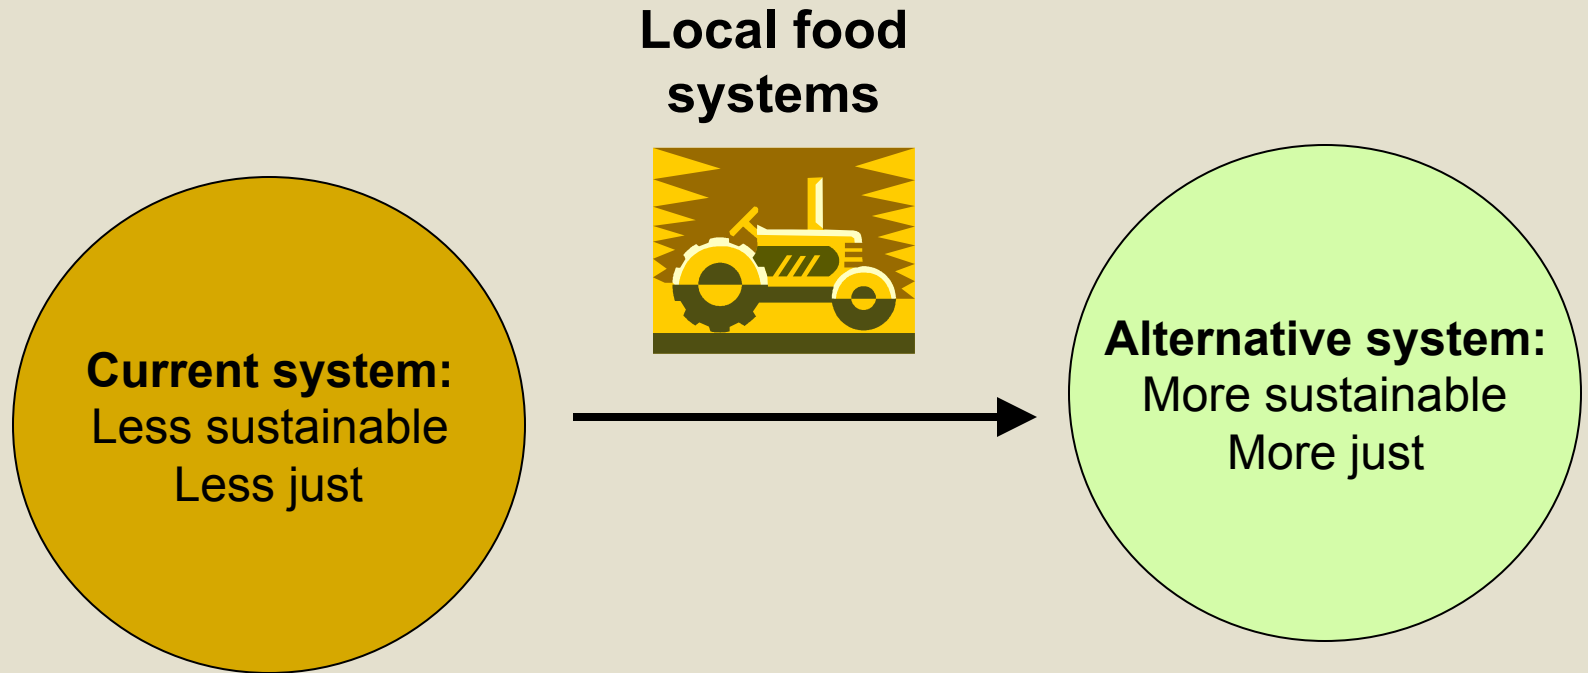 Local food
systems
Current system:
Less sustainable
Less just
Alternative system:
More sustainable
More just